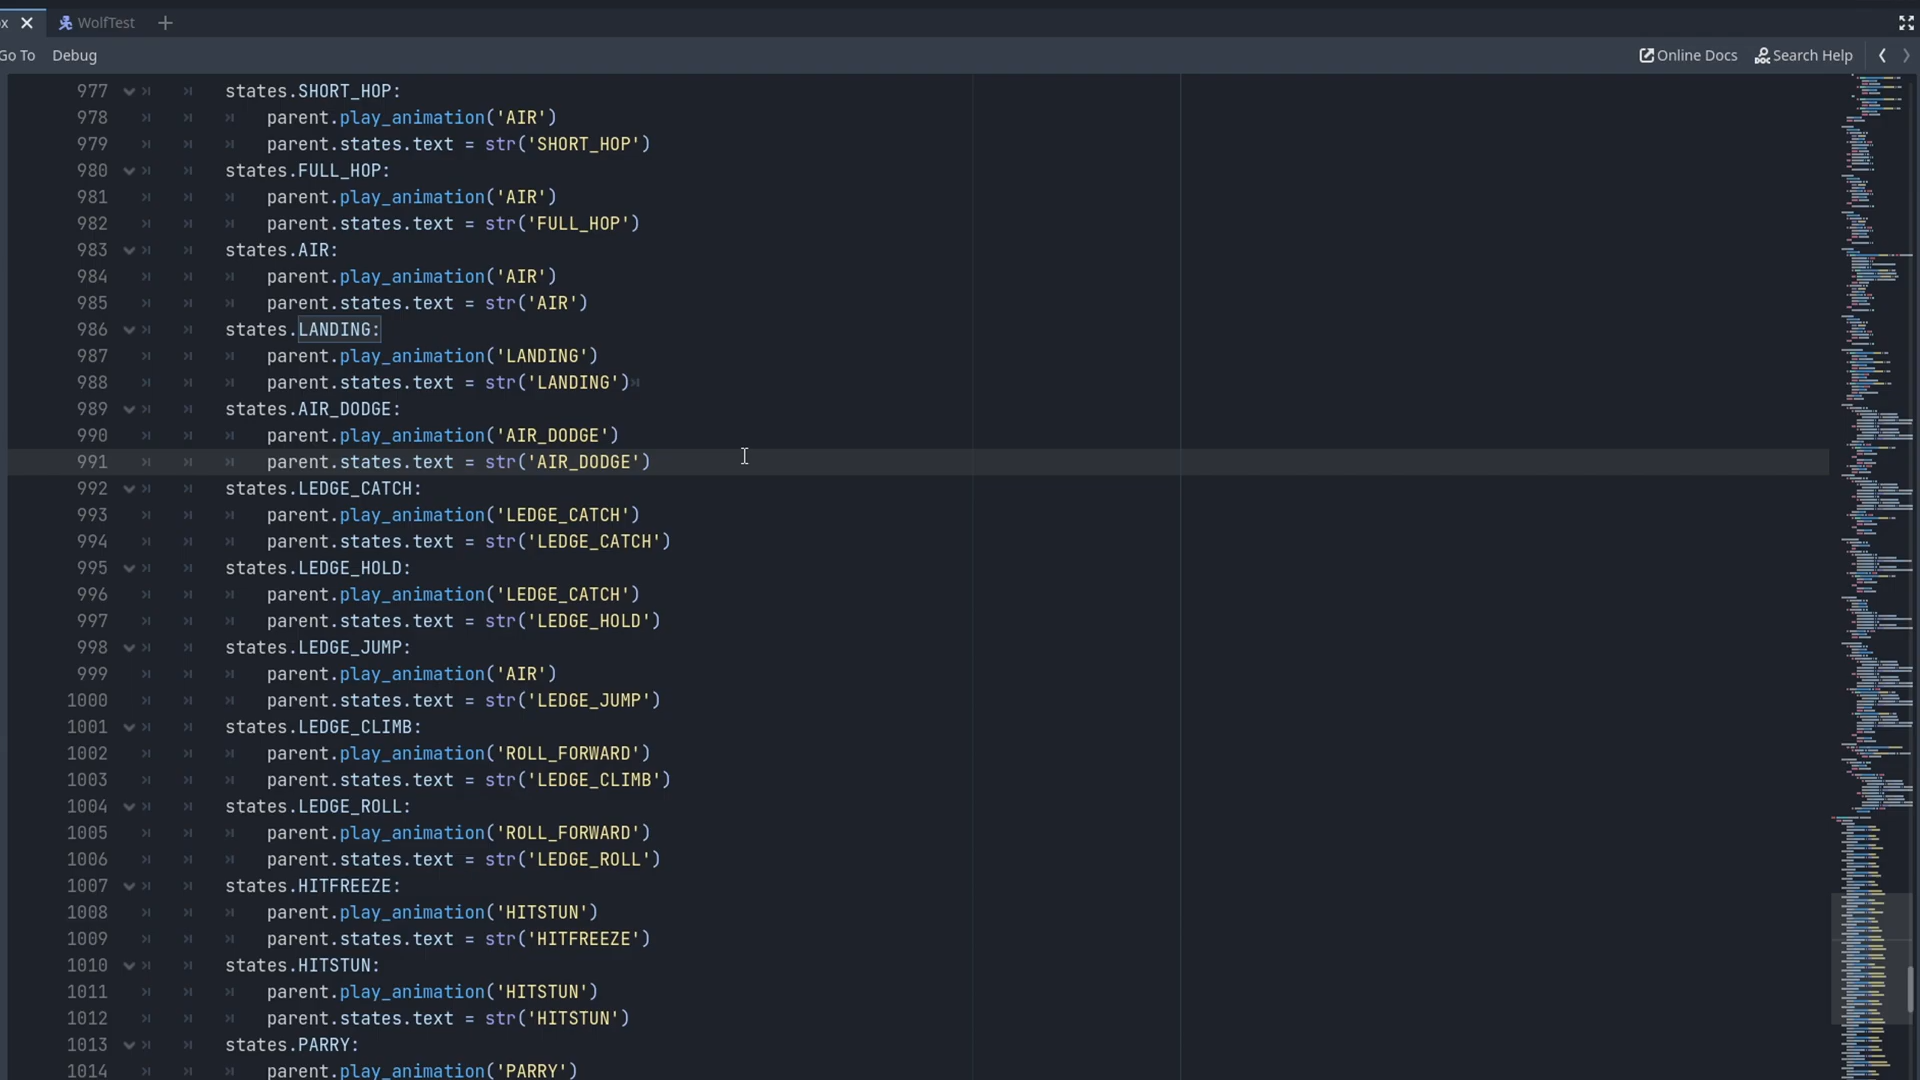 x WolfTest
Go To Debug Online Docs Search Help
977 states.SHORT_HOP:
978 parent.play_animation('AIR')
979 parent.states.text = str('SHORT_HOP')
980 states.FULL_HOP:
981 parent.play_animation('AIR')
982 parent.states.text = str('FULL_HOP')
983 states.AIR:
984 parent.play_animation('AIR')
985 parent.states.text = str('AIR')
986 states.LANDING:
987 parent.play_animation('LANDING')
988 parent.states.text = str('LANDING')
989 states.AIR_DODGE:
990 parent.play_animation('AIR_DODGE')
991 parent.states.text = str('AIR_DODGE')
992 states.LEDGE_CATCH:
993 parent.play_animation('LEDGE_CATCH')
994 parent.states.text = str('LEDGE_CATCH')
995 states.LEDGE_HOLD:
996 parent.play_animation('LEDGE_CATCH')
997 parent.states.text = str('LEDGE_HOLD')
998 states.LEDGE_JUMP:
999 parent.play_animation('AIR')
1000 parent.states.text = str('LEDGE_JUMP')
1001 states.LEDGE_CLIMB:
1002 parent.play_animation('ROLL_FORWARD')
1003 parent.states.text = str('LEDGE_CLIMB')
1004 states.LEDGE_ROLL:
1005 parent.play_animation('ROLL_FORWARD')
1006 parent.states.text = str('LEDGE_ROLL')
1007 states.HITFREEZE:
1008 parent.play_animation('HITSTUN')
1009 parent.states.text = str('HITFREEZE')
1010 states.HITSTUN:
1011 parent.play_animation('HITSTUN')
1012 parent.states.text = str('HITSTUN')
1013 states.PARRY:
1014 parent.play_animation('PARRY')